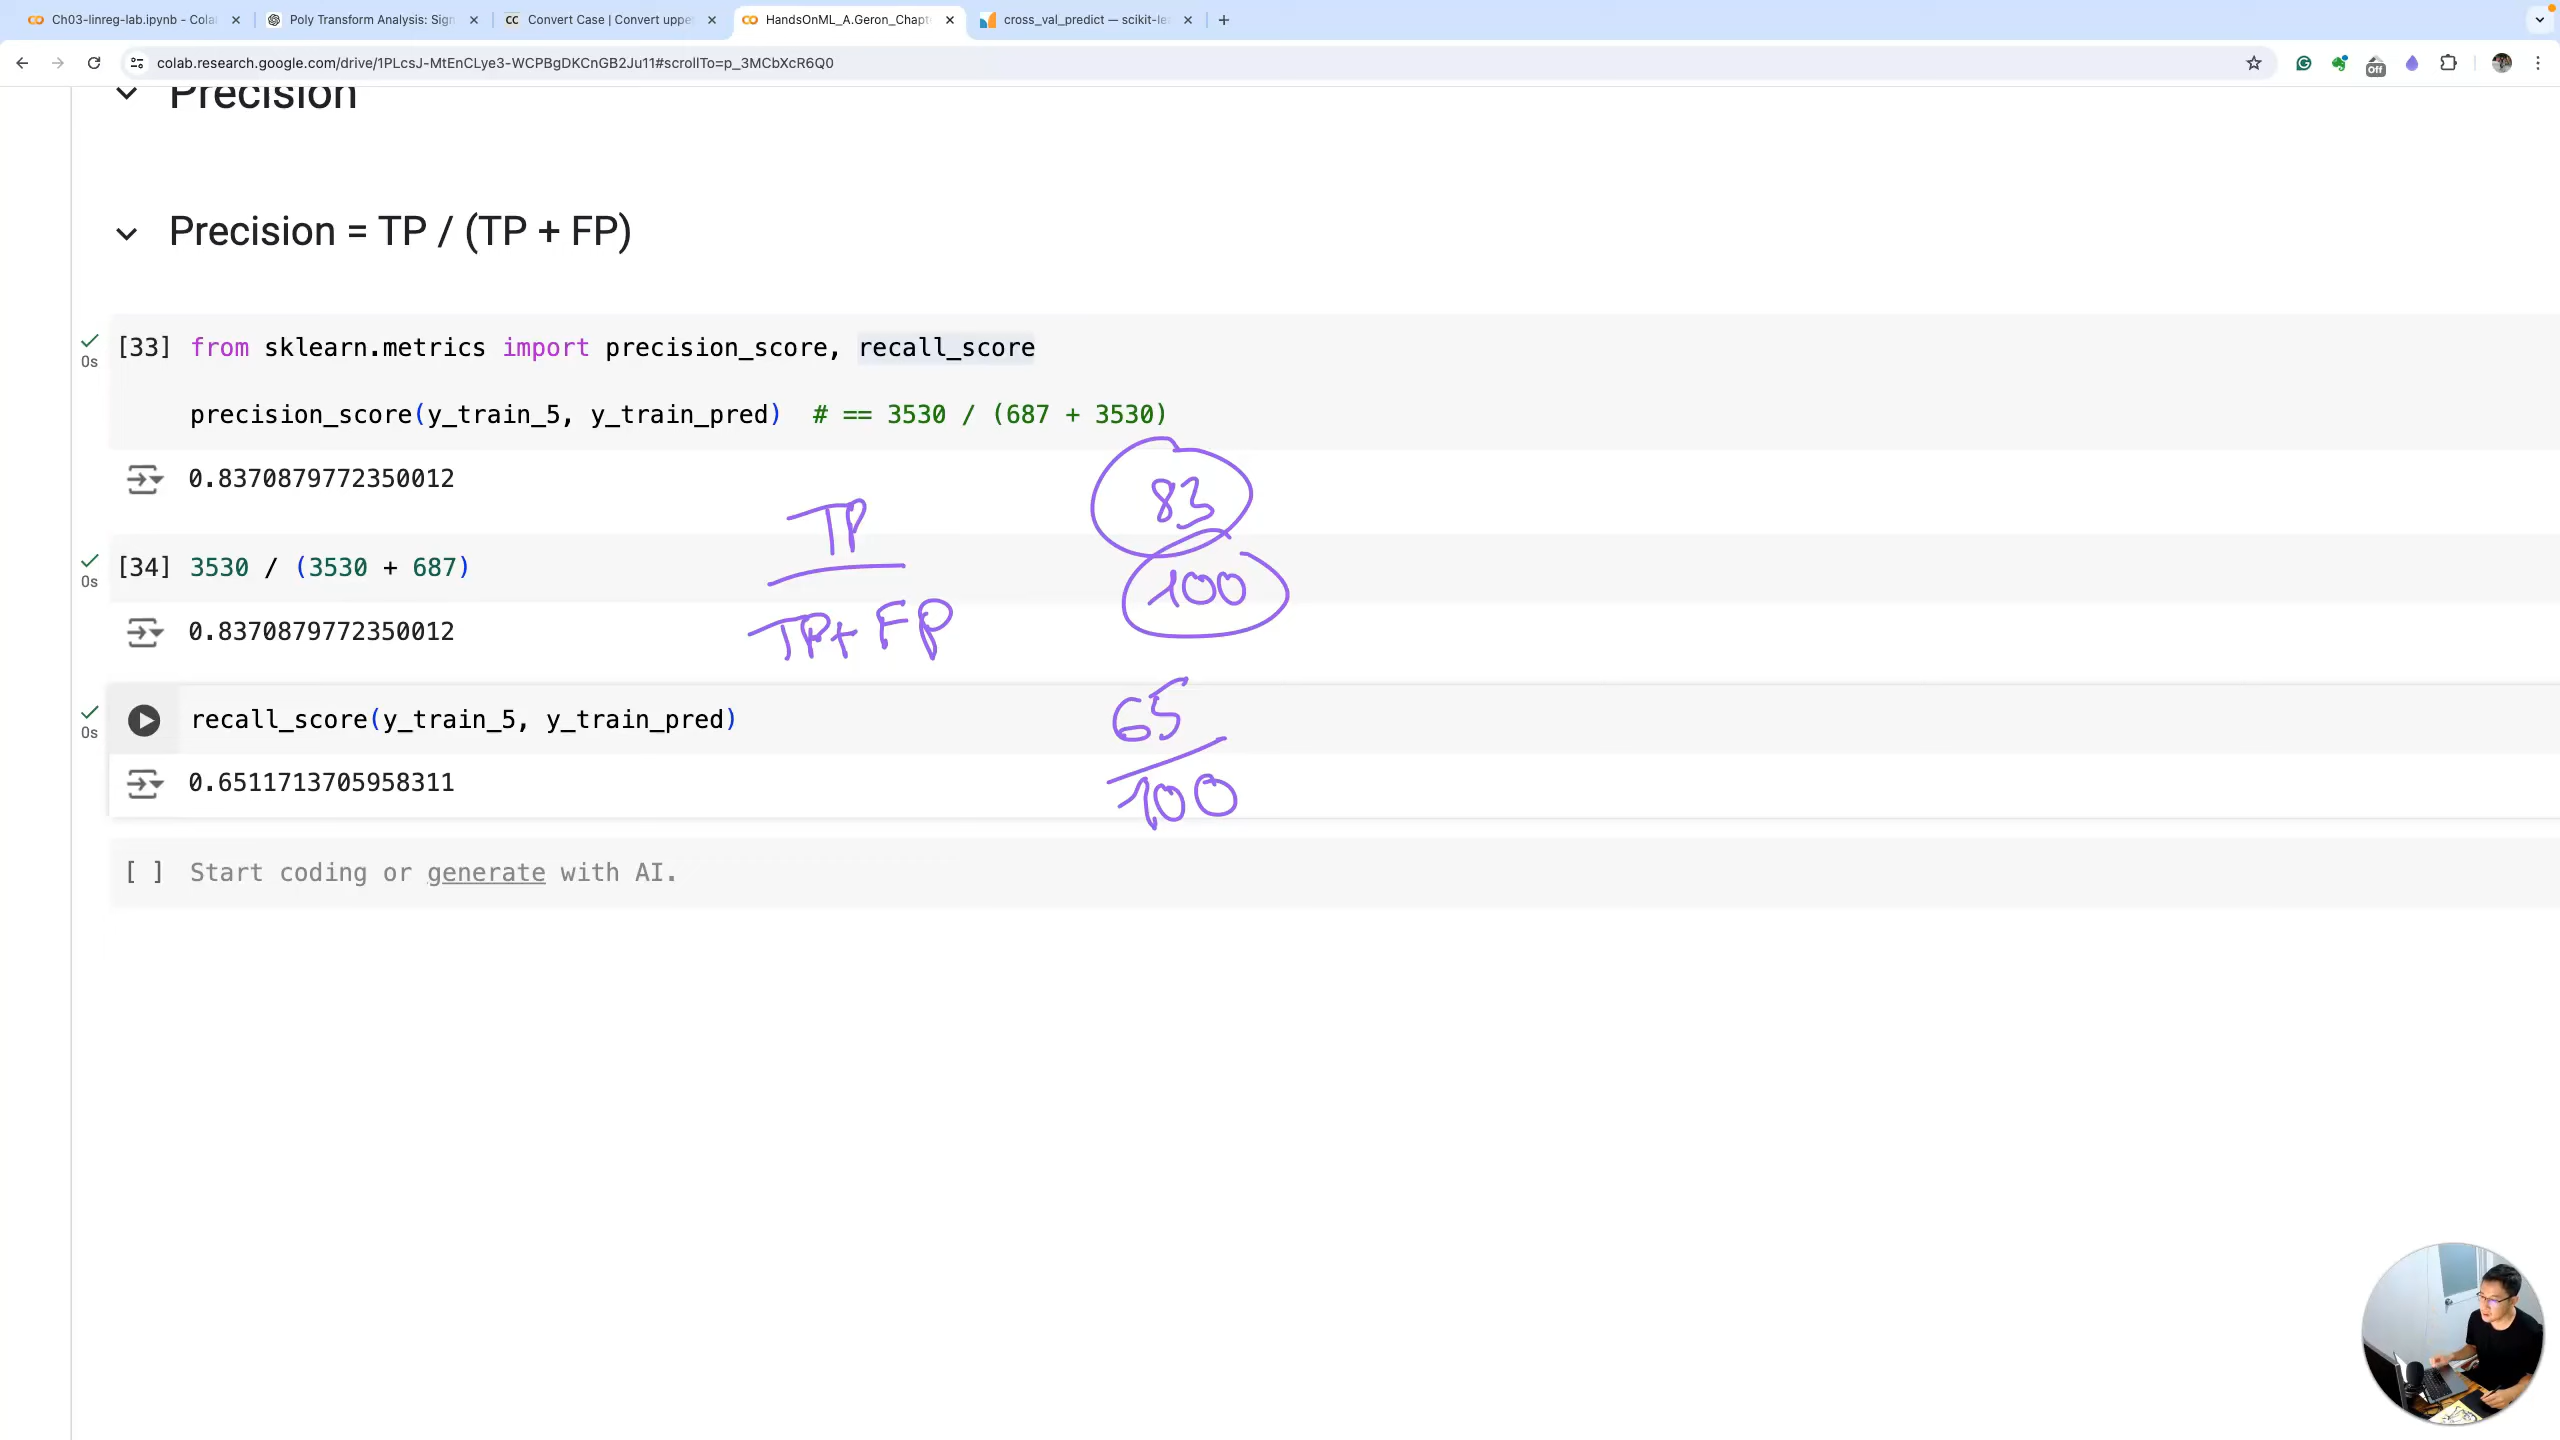 Ch03-linreg-lab.ipynb - Cola
Poly Transform Analysis: Sign
CC Convert Case | Convert uppe
HandsOnML_A.Geron_Chapt
cross_val_predict — scikit-le
colab.research.google.com/drive/1PLcsJ-MtEnCLye3-WCPBgDKCnGB2Ju11#scrollTo=p_3MCbXcR6Q0
Off
Precision
Precision = TP / (TP + FP)
0s
[33] from sklearn.metrics import precision_score, recall_score
precision_score(y_train_5, y_train_pred)  # == 3530 / (687 + 3530)
0.8370879772350012
TP
TP+ FP
83
100
0s
[34] 3530 / (3530 + 687)
0.8370879772350012
0s
recall_score(y_train_5, y_train_pred)
0.6511713705958311
65
100
[ ] Start coding or generate with AI.